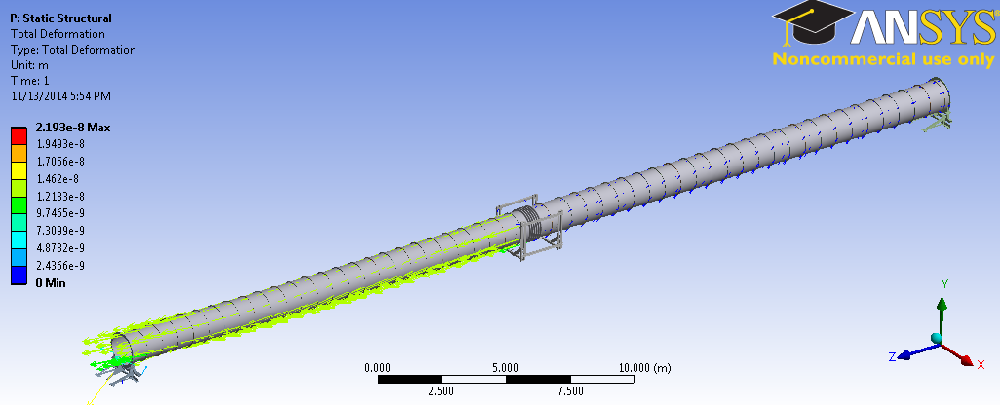 P: Static Structural
Total Deformation
Type: Total Deformation
Unit: m
Time: 1
11/13/2014 5:54 PM
ANSYS
Noncommercial use only
2.193e-8 Max
1.9493e-8
1.7056e-8
1.462e-8
1.2183e-8
9.7465e-9
7.3099e-9
4.8732e-9
2.4366e-9
0 Min
0.000 5.000 10.000 (m)
2.500 7.500
Y
Z
X